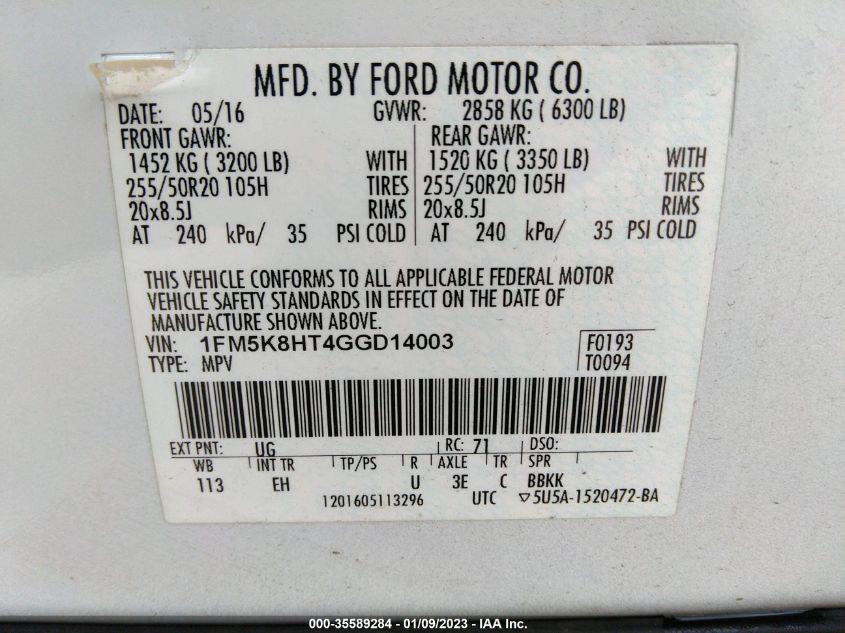 MFD. BY FORD MOTOR CO.
DATE: 05/16 GVWR: 2858 KG ( 6300 LB)
FRONT GAWR: REAR GAWR:
1452 KG ( 3200 LB) WITH 1520 KG ( 3350 LB) WITH
255/50R20 105H TIRES 255/50R20 105H TIRES
20x8.5J RIMS 20x8.5J RIMS
AT 240 kPa/ 35 PSI COLD AT 240 kPa/ 35 PSI COLD
THIS VEHICLE CONFORMS TO ALL APPLICABLE FEDERAL MOTOR
VEHICLE SAFETY STANDARDS IN EFFECT ON THE DATE OF
MANUFACTURE SHOWN ABOVE.
VIN: 1FM5K8HT4GGD14003 F0193
TYPE: MPV T0094
EXT PNT: UG RC: 71 DSO:
WB INT TR TP/PS R AXLE TR SPR
113 EH U 3E C BBKK
1201605113296 UTC ▽5U5A-1520472-BA
000-35589284 - 01/09/2023 - IAA Inc.